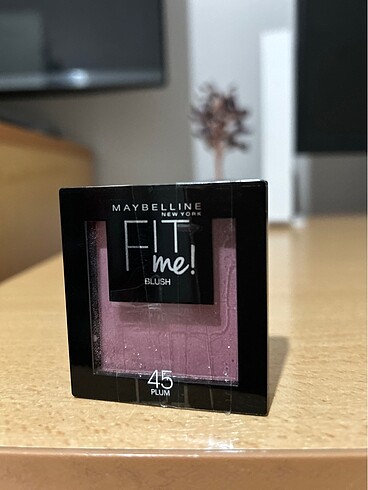 MAYBELLINE
NEW YORK
FIT
me!
BLUSH
45
PLUM